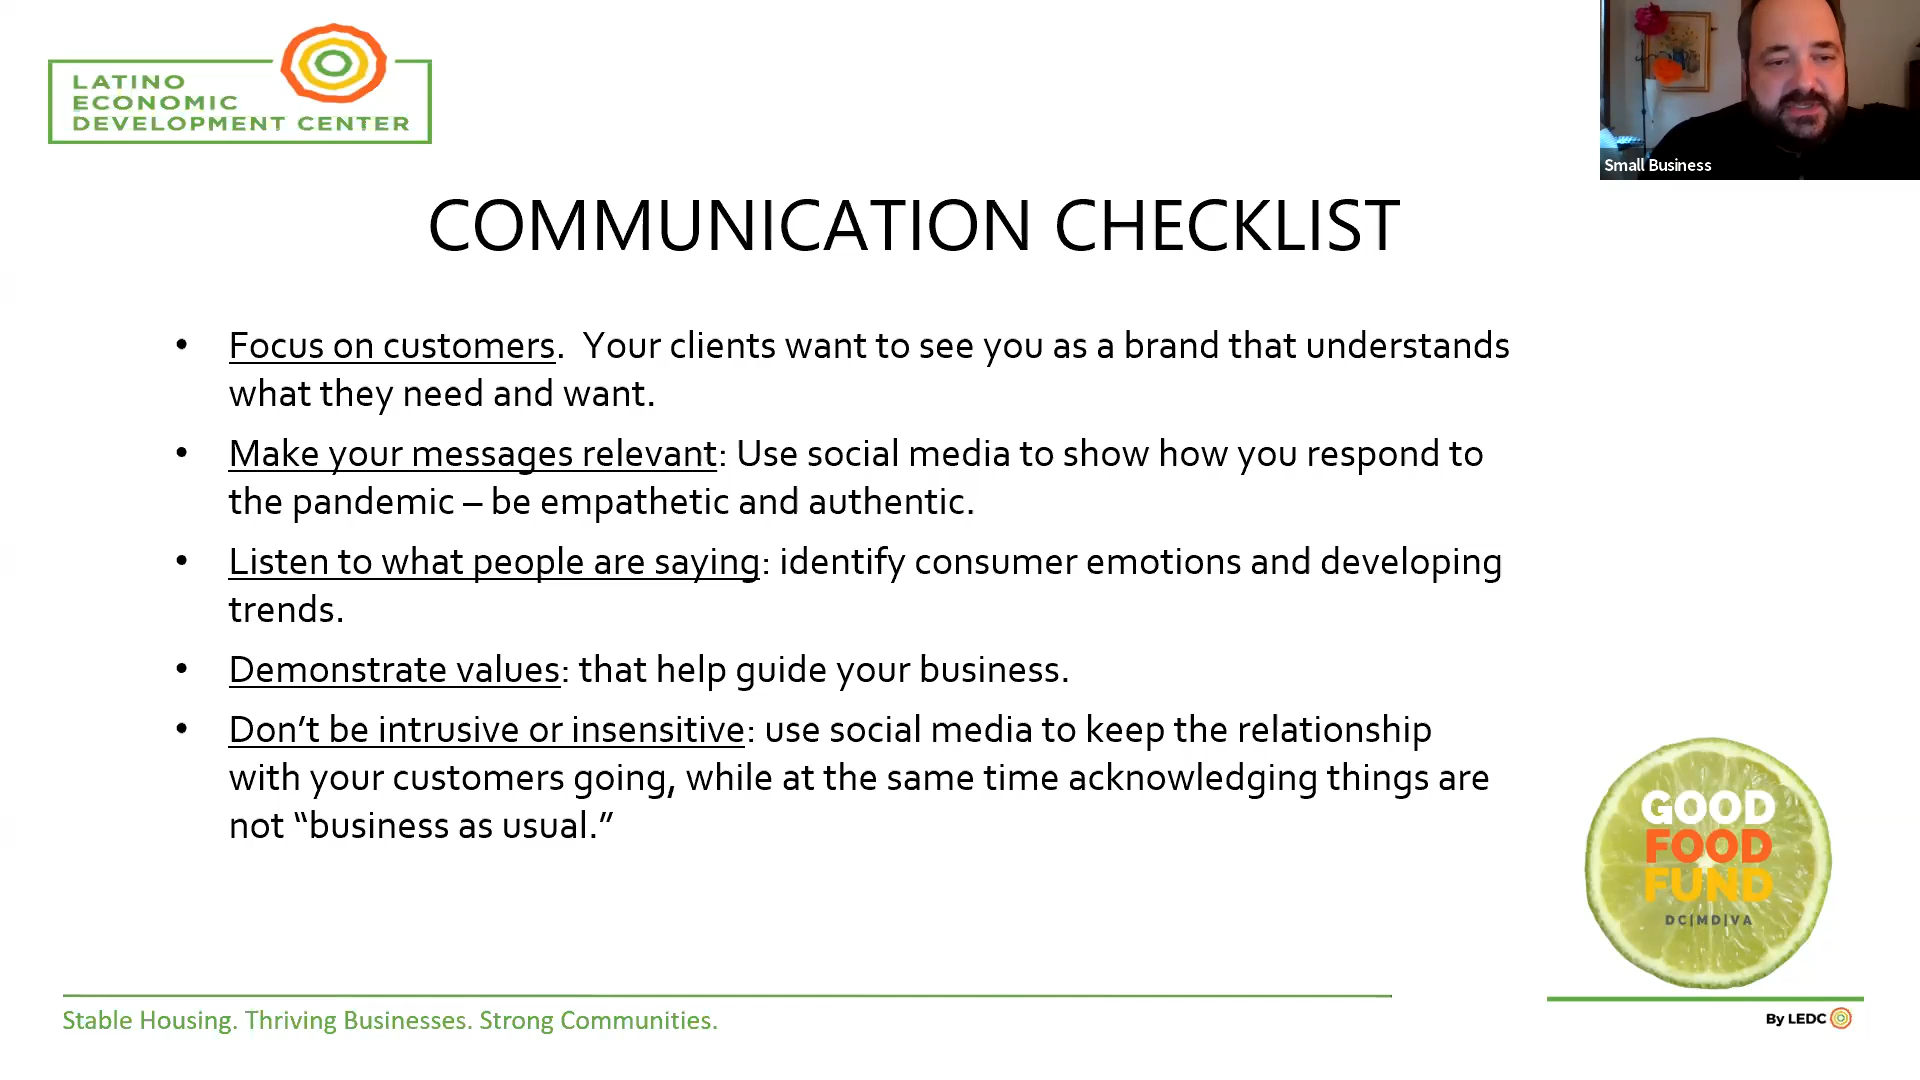 LATINO
ECONOMIC
DEVELOPMENT CENTER
Small Business
COMMUNICATION CHECKLIST
• Focus on customers.  Your clients want to see you as a brand that understands
what they need and want.
• Make your messages relevant: Use social media to show how you respond to
the pandemic – be empathetic and authentic.
• Listen to what people are saying: identify consumer emotions and developing
trends.
• Demonstrate values: that help guide your business.
• Don’t be intrusive or insensitive: use social media to keep the relationship
with your customers going, while at the same time acknowledging things are
not “business as usual.”
GOOD
FOOD
FUND
DC|MD|VA
Stable Housing. Thriving Businesses. Strong Communities.
By LEDC